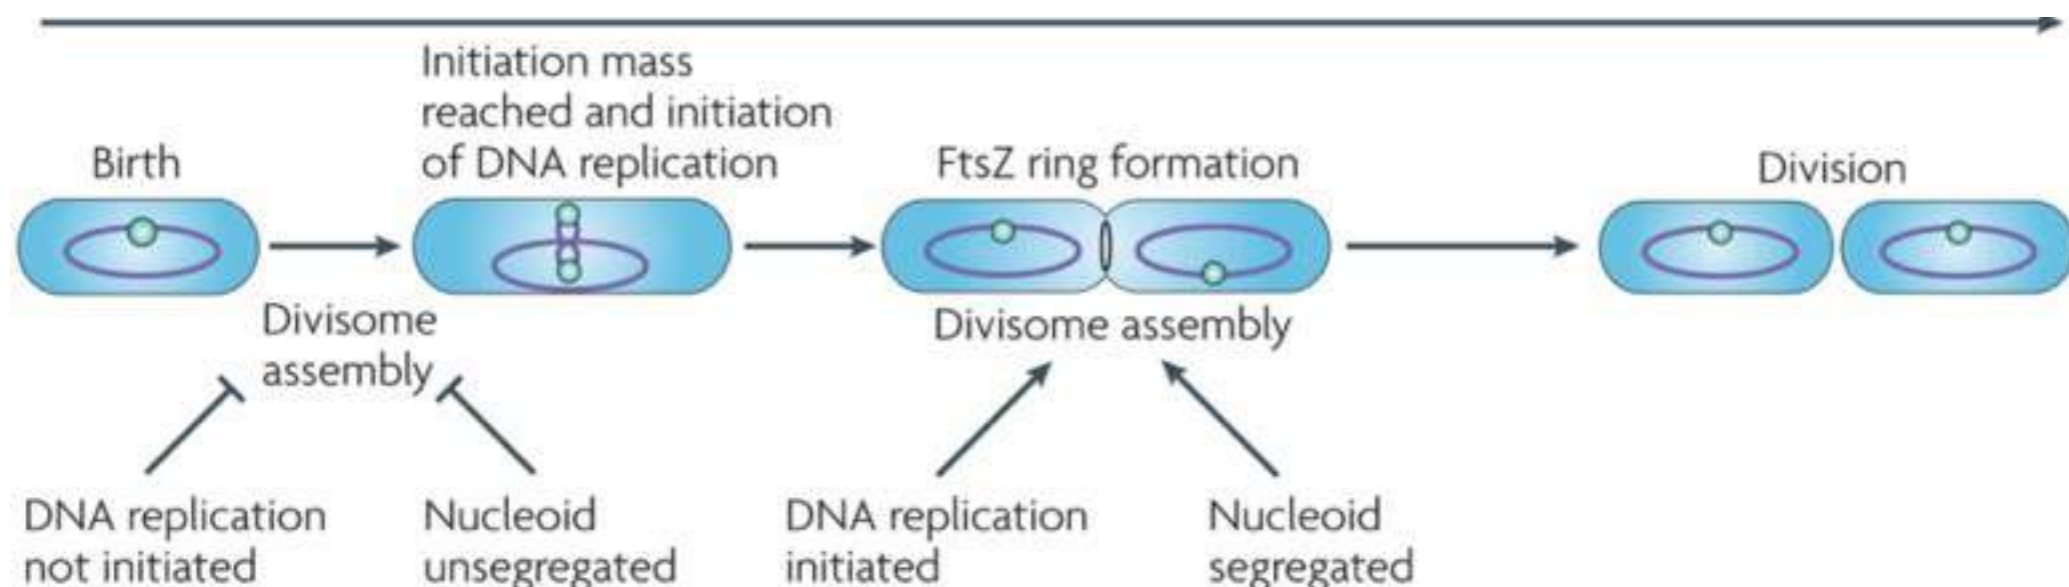 Birth
Initiation mass
reached and initiation
of DNA replication
FtsZ ring formation
Division
Divisome
assembly
Divisome assembly
DNA replication
not initiated
Nucleoid
unsegregated
DNA replication
initiated
Nucleoid
segregated